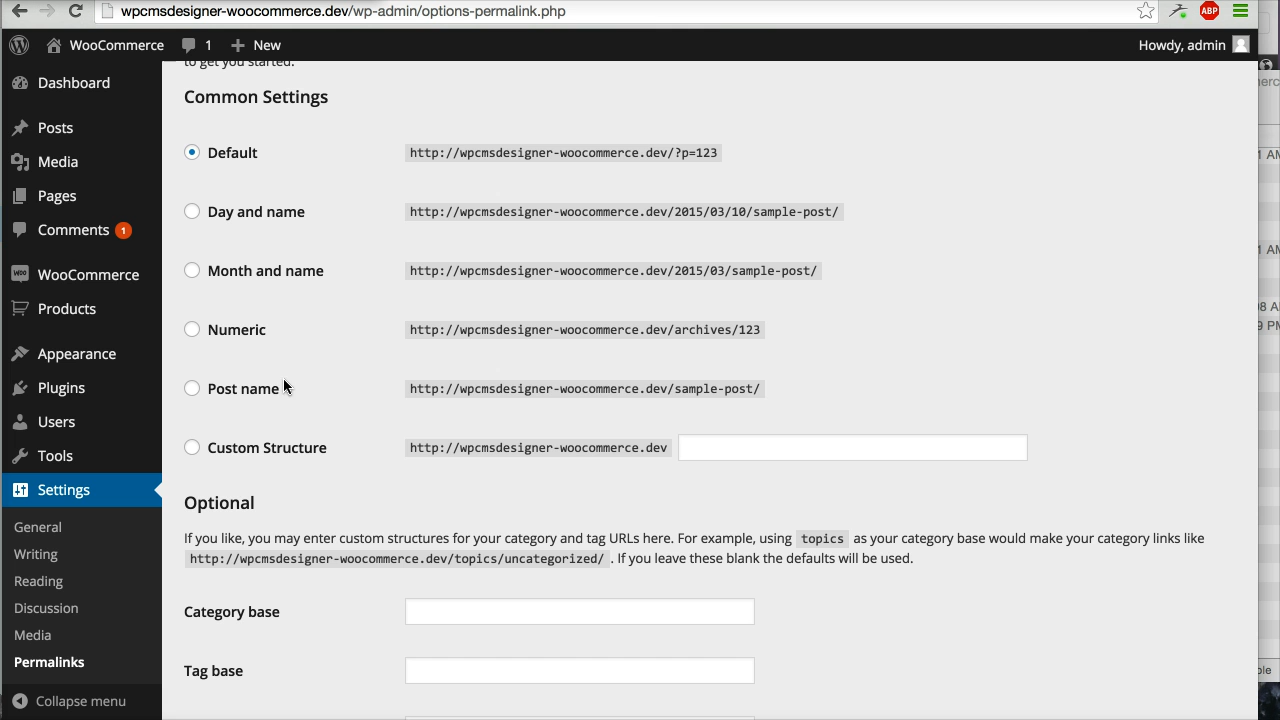 wpcmsdesigner-woocommerce.dev/wp-admin/options-permalink.php
ABP
WooCommerce 1 New
Howdy, admin
Dashboard
Posts
Media
Pages
Comments 1
WooCommerce
Products
Appearance
Plugins
Users
Tools
Settings
General
Writing
Reading
Discussion
Media
Permalinks
Collapse menu
to get you started.
Common Settings
Default http://wpcmsdesigner-woocommerce.dev/?p=123
Day and name http://wpcmsdesigner-woocommerce.dev/2015/03/10/sample-post/
Month and name http://wpcmsdesigner-woocommerce.dev/2015/03/sample-post/
Numeric http://wpcmsdesigner-woocommerce.dev/archives/123
Post name http://wpcmsdesigner-woocommerce.dev/sample-post/
Custom Structure http://wpcmsdesigner-woocommerce.dev
Optional
If you like, you may enter custom structures for your category and tag URLs here. For example, using topics as your category base would make your category links like
http://wpcmsdesigner-woocommerce.dev/topics/uncategorized/ . If you leave these blank the defaults will be used.
Category base
Tag base